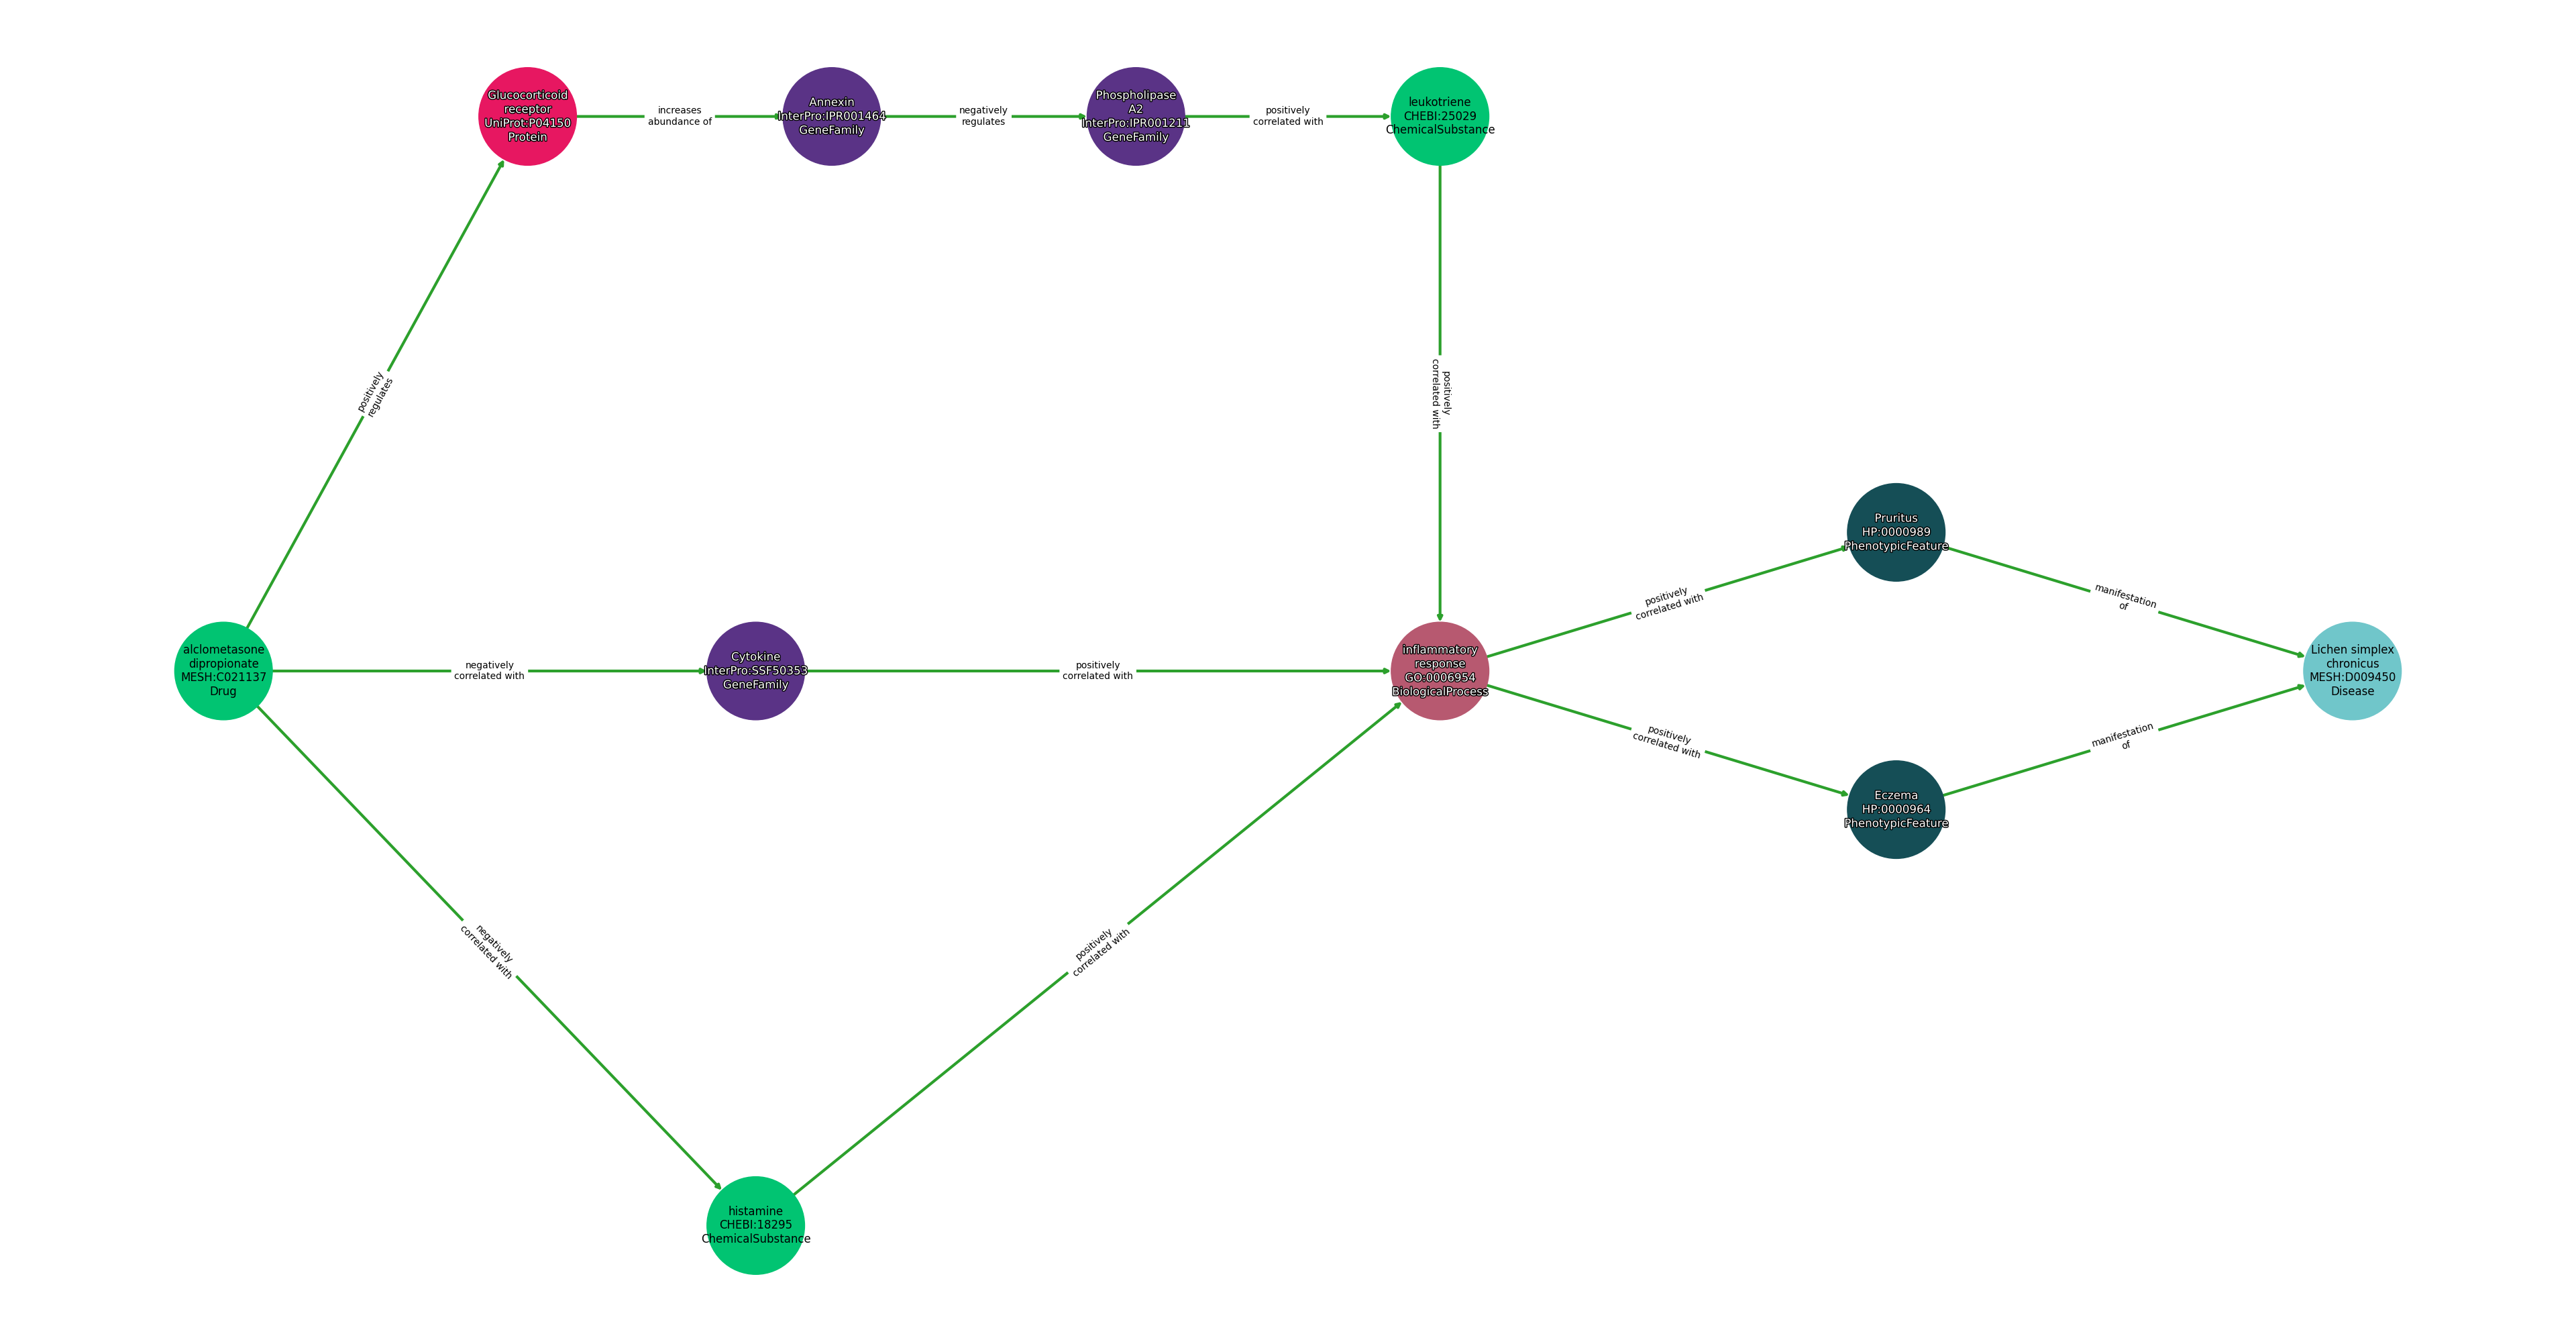 Glucocorticoid
receptor
UniProt:P04150
Protein
increases
abundance of
Annexin
InterPro:IPR001464
GeneFamily
negatively
regulates
Phospholipase
A2
InterPro:IPR001211
GeneFamily
positively
correlated with
leukotriene
CHEBI:25029
ChemicalSubstance
positively
regulates
positively
correlated with
Pruritus
HP:0000989
PhenotypicFeature
positively
correlated with
manifestation
of
alclometasone
dipropionate
MESH:C021137
Drug
negatively
correlated with
Cytokine
InterPro:SSF50353
GeneFamily
positively
correlated with
inflammatory
response
GO:0006954
BiologicalProcess
Lichen simplex
chronicus
MESH:D009450
Disease
positively
correlated with
manifestation
of
Eczema
HP:0000964
PhenotypicFeature
negatively
correlated with
positively
correlated with
histamine
CHEBI:18295
ChemicalSubstance